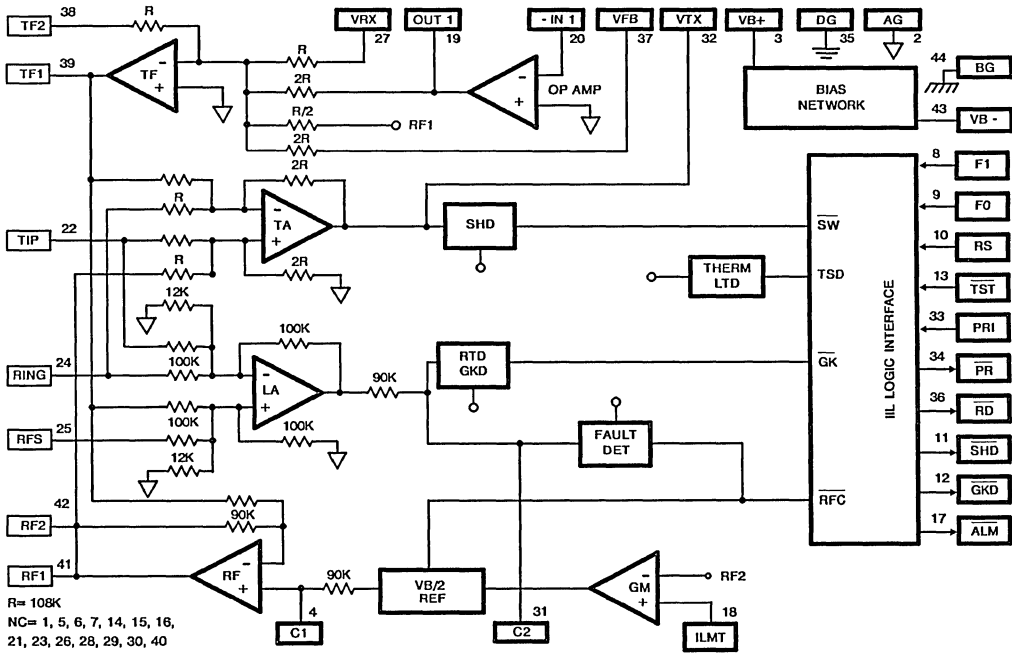 38
TF2
R
VRX
27
OUT 1
19
- IN 1
20
VFB
37
VTX
32
VB+
3
DG
35
AG
2
39
TF1
TF
-
+
R
2R
R/2
RF1
2R
-
+
OP AMP
BIAS
NETWORK
44
BG
43
VB -
2R
R
-
TA
+
2R
22
TIP
R
12K
SHD
SW
THERM
LTD
TSD
IIL LOGIC INTERFACE
8
F1
9
F0
10
RS
13
TST
33
PRI
34
PR
36
RD
11
SHD
12
GKD
17
ALM
24
RING
100K
100K
-
LA
+
100K
90K
RTD
GKD
GK
25
RFS
100K
12K
FAULT
DET
RFC
42
RF2
90K
41
RF1
RF
-
+
90K
4
C1
VB/2
REF
31
C2
GM
-
+
RF2
18
ILMT
R= 108K
NC= 1, 5, 6, 7, 14, 15, 16,
21, 23, 26, 28, 29, 30, 40